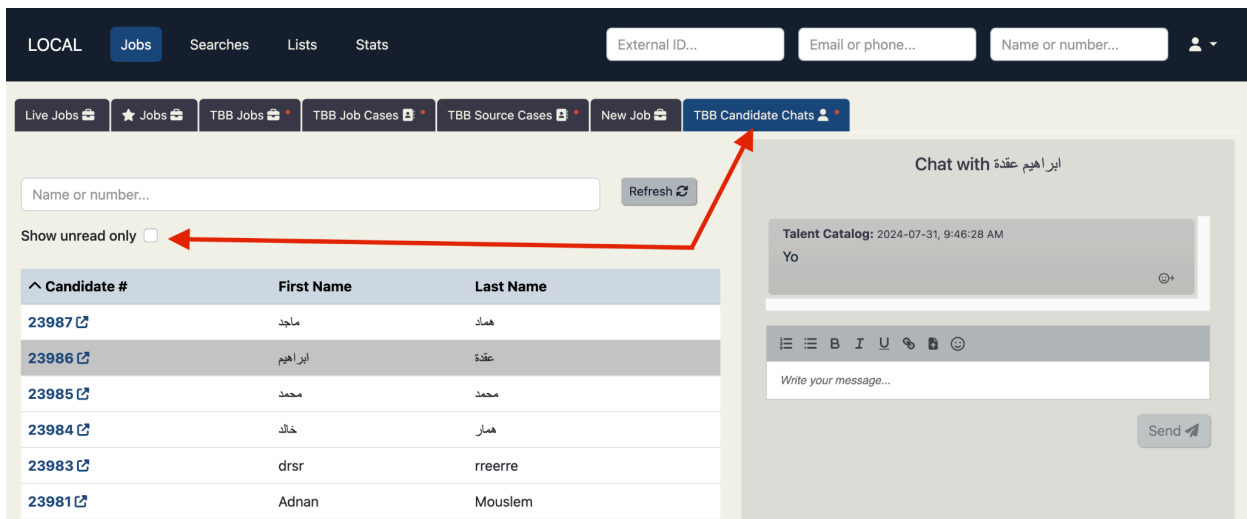 LOCAL Jobs Searches Lists Stats External ID... Email or phone... Name or number...
Live Jobs ★ Jobs TBB Jobs * TBB Job Cases * TBB Source Cases * New Job TBB Candidate Chats *
Chat with ابراهيم عقدة
Name or number... Refresh
Show unread only
Talent Catalog: 2024-07-31, 9:46:28 AM
Yo
Candidate # First Name Last Name
23987 ماجد هماد
23986 ابراهيم عقدة
23985 محمد محمد
23984 خالد همار
23983 drsr rreerre
23981 Adnan Mouslem
B I U
Write your message...
Send